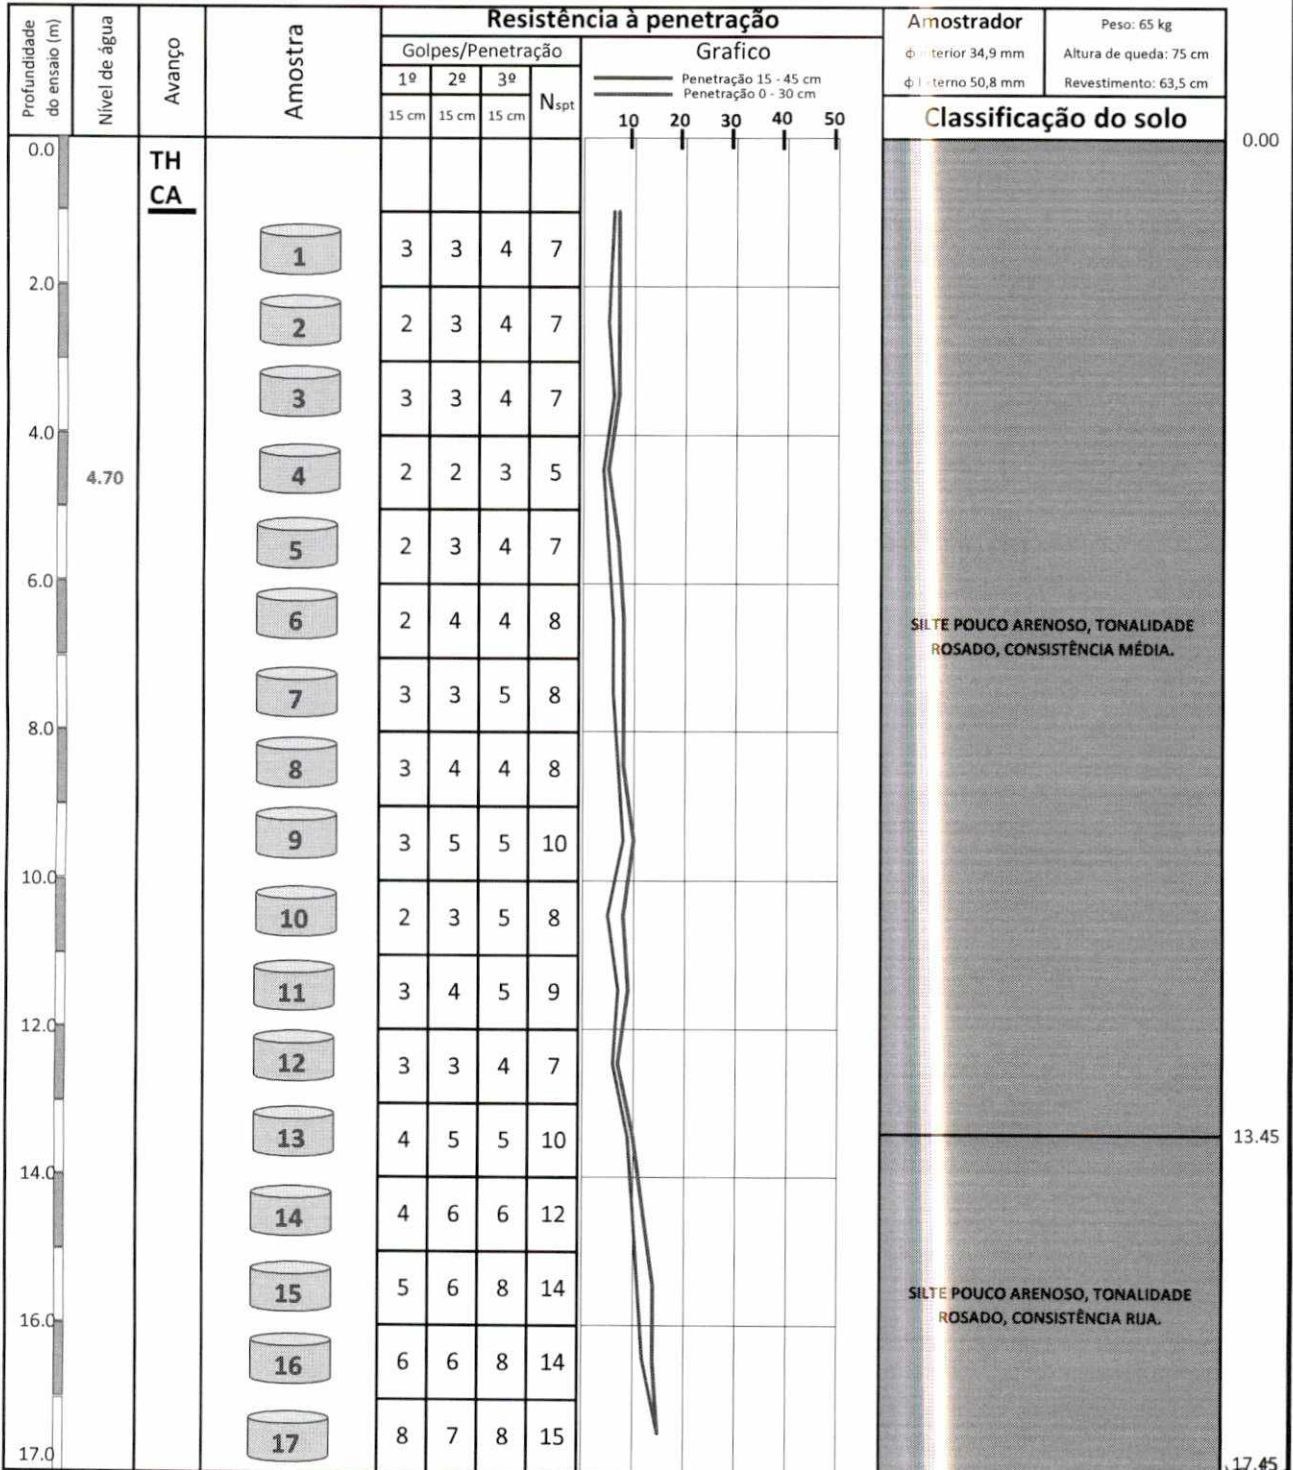 Profundidade do ensaio (m)
Nível de água
Avanço
Amostra
Resistência à penetração
Golpes/Penetração
1º 2º 3º
15 cm 15 cm 15 cm
Nspt
Grafico
Penetração 15 - 45 cm
Penetração 0 - 30 cm
10 20 30 40 50
Amostrador
34,9 mm
50,8 mm
Peso: 65 kg
Altura de queda: 75 cm
Revestimento: 63,5 cm
Classificação do solo
0.0
TH
CA
0.00
1 3 3 4 7
2.0
2 2 3 4 7
3 3 3 4 7
4.0
4.70
4 2 2 3 5
5 2 3 4 7
6.0
6 2 4 4 8
SILTE POUCO ARENOSO, TONALIDADE
ROSADO, CONSISTÊNCIA MÉDIA.
7 3 3 5 8
8.0
8 3 4 4 8
9 3 5 5 10
10.0
10 2 3 5 8
11 3 4 5 9
12.0
12 3 3 4 7
13 4 5 5 10
13.45
14.0
14 4 6 6 12
15 5 6 8 14
SILTE POUCO ARENOSO, TONALIDADE
ROSADO, CONSISTÊNCIA RIJA.
16.0
16 6 6 8 14
17 8 7 8 15
17.0
17.45